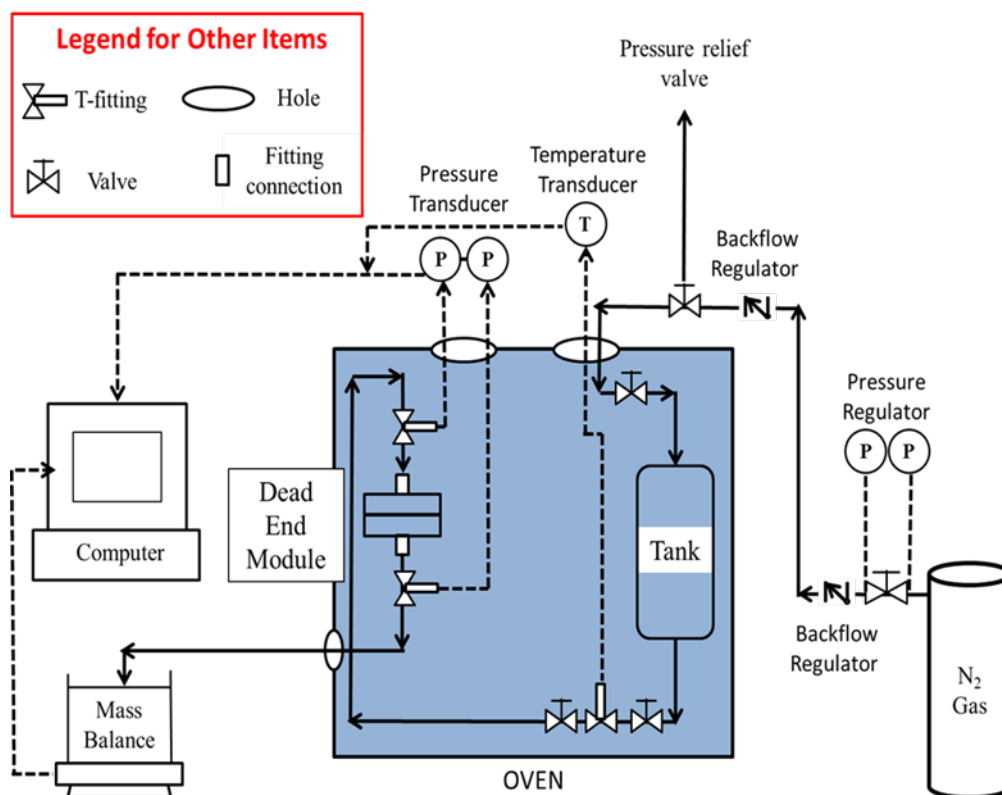 Legend for Other Items
T-fitting
Hole
Valve
Fitting
connection
Pressure relief
valve
Temperature
Transducer
Pressure
Transducer
T
P
P
Backflow
Regulator
Pressure
Regulator
P
P
Dead
End
Module
Tank
Computer
Backflow
Regulator
N2
Gas
Mass
Balance
OVEN